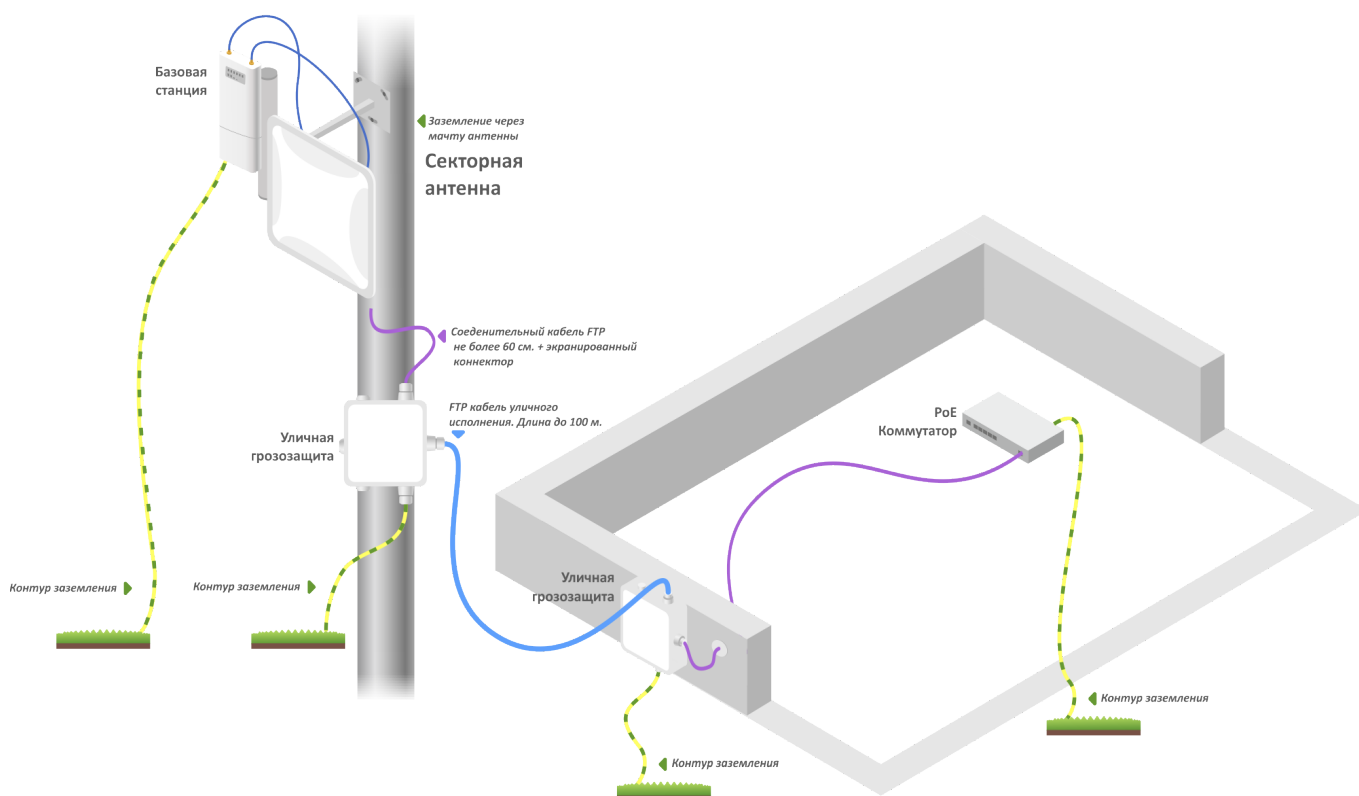 Базовая
станция
Заземление через
мачту антенны
Секторная
антенна
Соеденительный кабель FTP
не более 60 см. + экранированный
коннектор
FTP кабель уличного
исполнения. Длина до 100 м.
Уличная
грозозащита
PoE
Коммутатор
Контур заземления
Контур заземления
Уличная
грозозащита
Контур заземления
Контур заземления